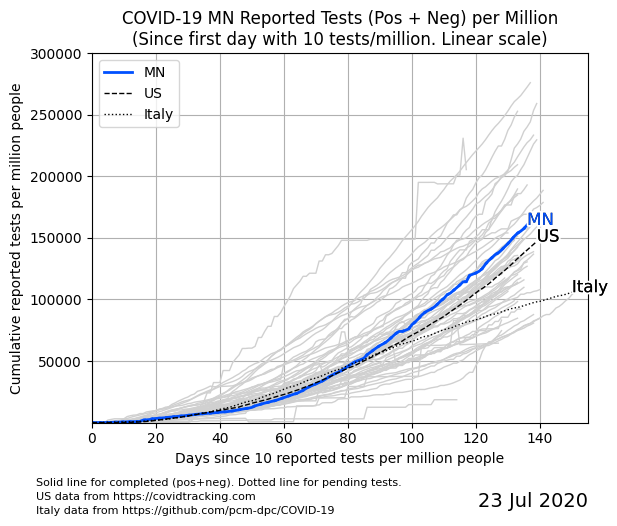 COVID-19 MN Reported Tests (Pos + Neg) per Million
(Since first day with 10 tests/million. Linear scale)
300000
250000
200000
150000
100000
50000
Cumulative reported tests per million people
MN
US
Italy
MN
US
Italy
0 20 40 60 80 100 120 140
Days since 10 reported tests per million people
Solid line for completed (pos+neg). Dotted line for pending tests.
US data from https://covidtracking.com
Italy data from https://github.com/pcm-dpc/COVID-19
23 Jul 2020